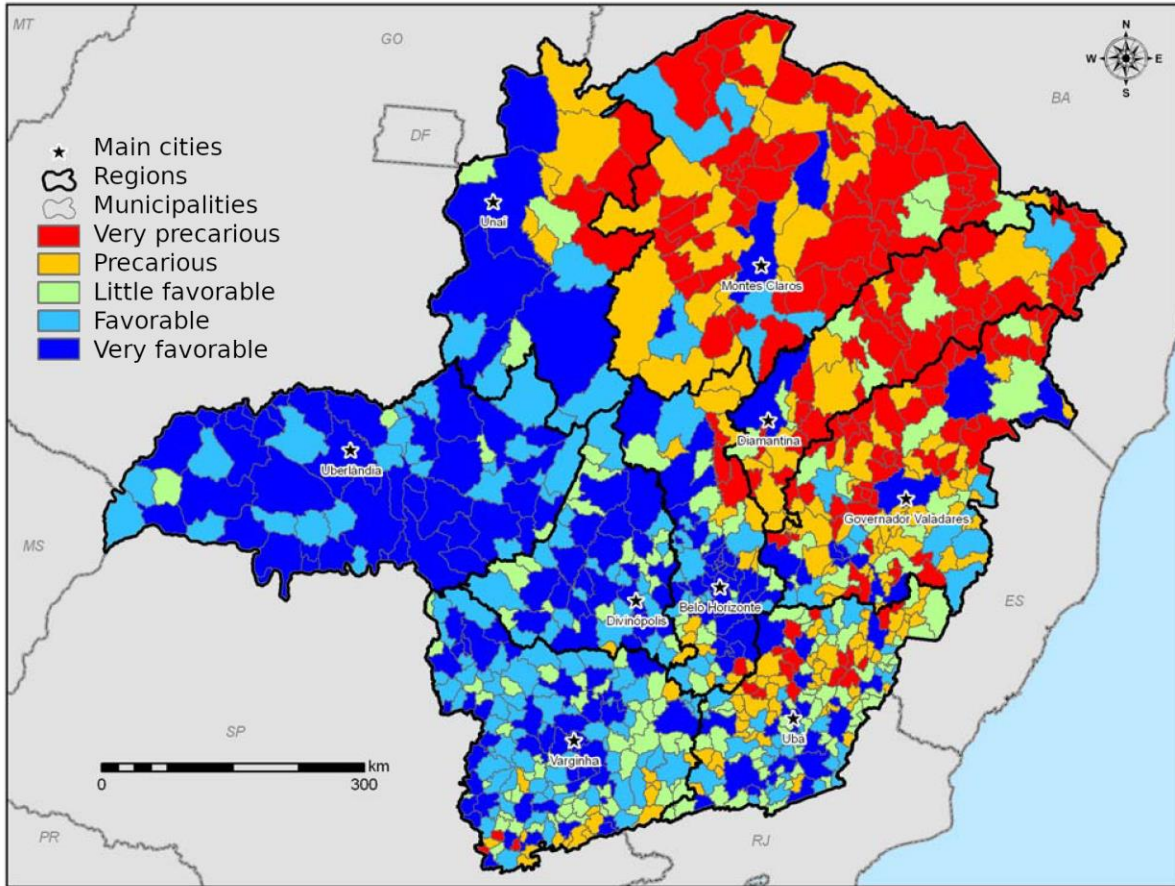 MT
GO
N
W E
S
BA
DF
Main cities
Regions
Municipalities
Very precarious
Precarious
Little favorable
Favorable
Very favorable
Unaí
Montes Claros
Diamantina
Uberlândia
Governador Valadares
MS
Belo Horizonte
Divinópolis
ES
Ubá
SP
Varginha
km
0 300
PR
RJ